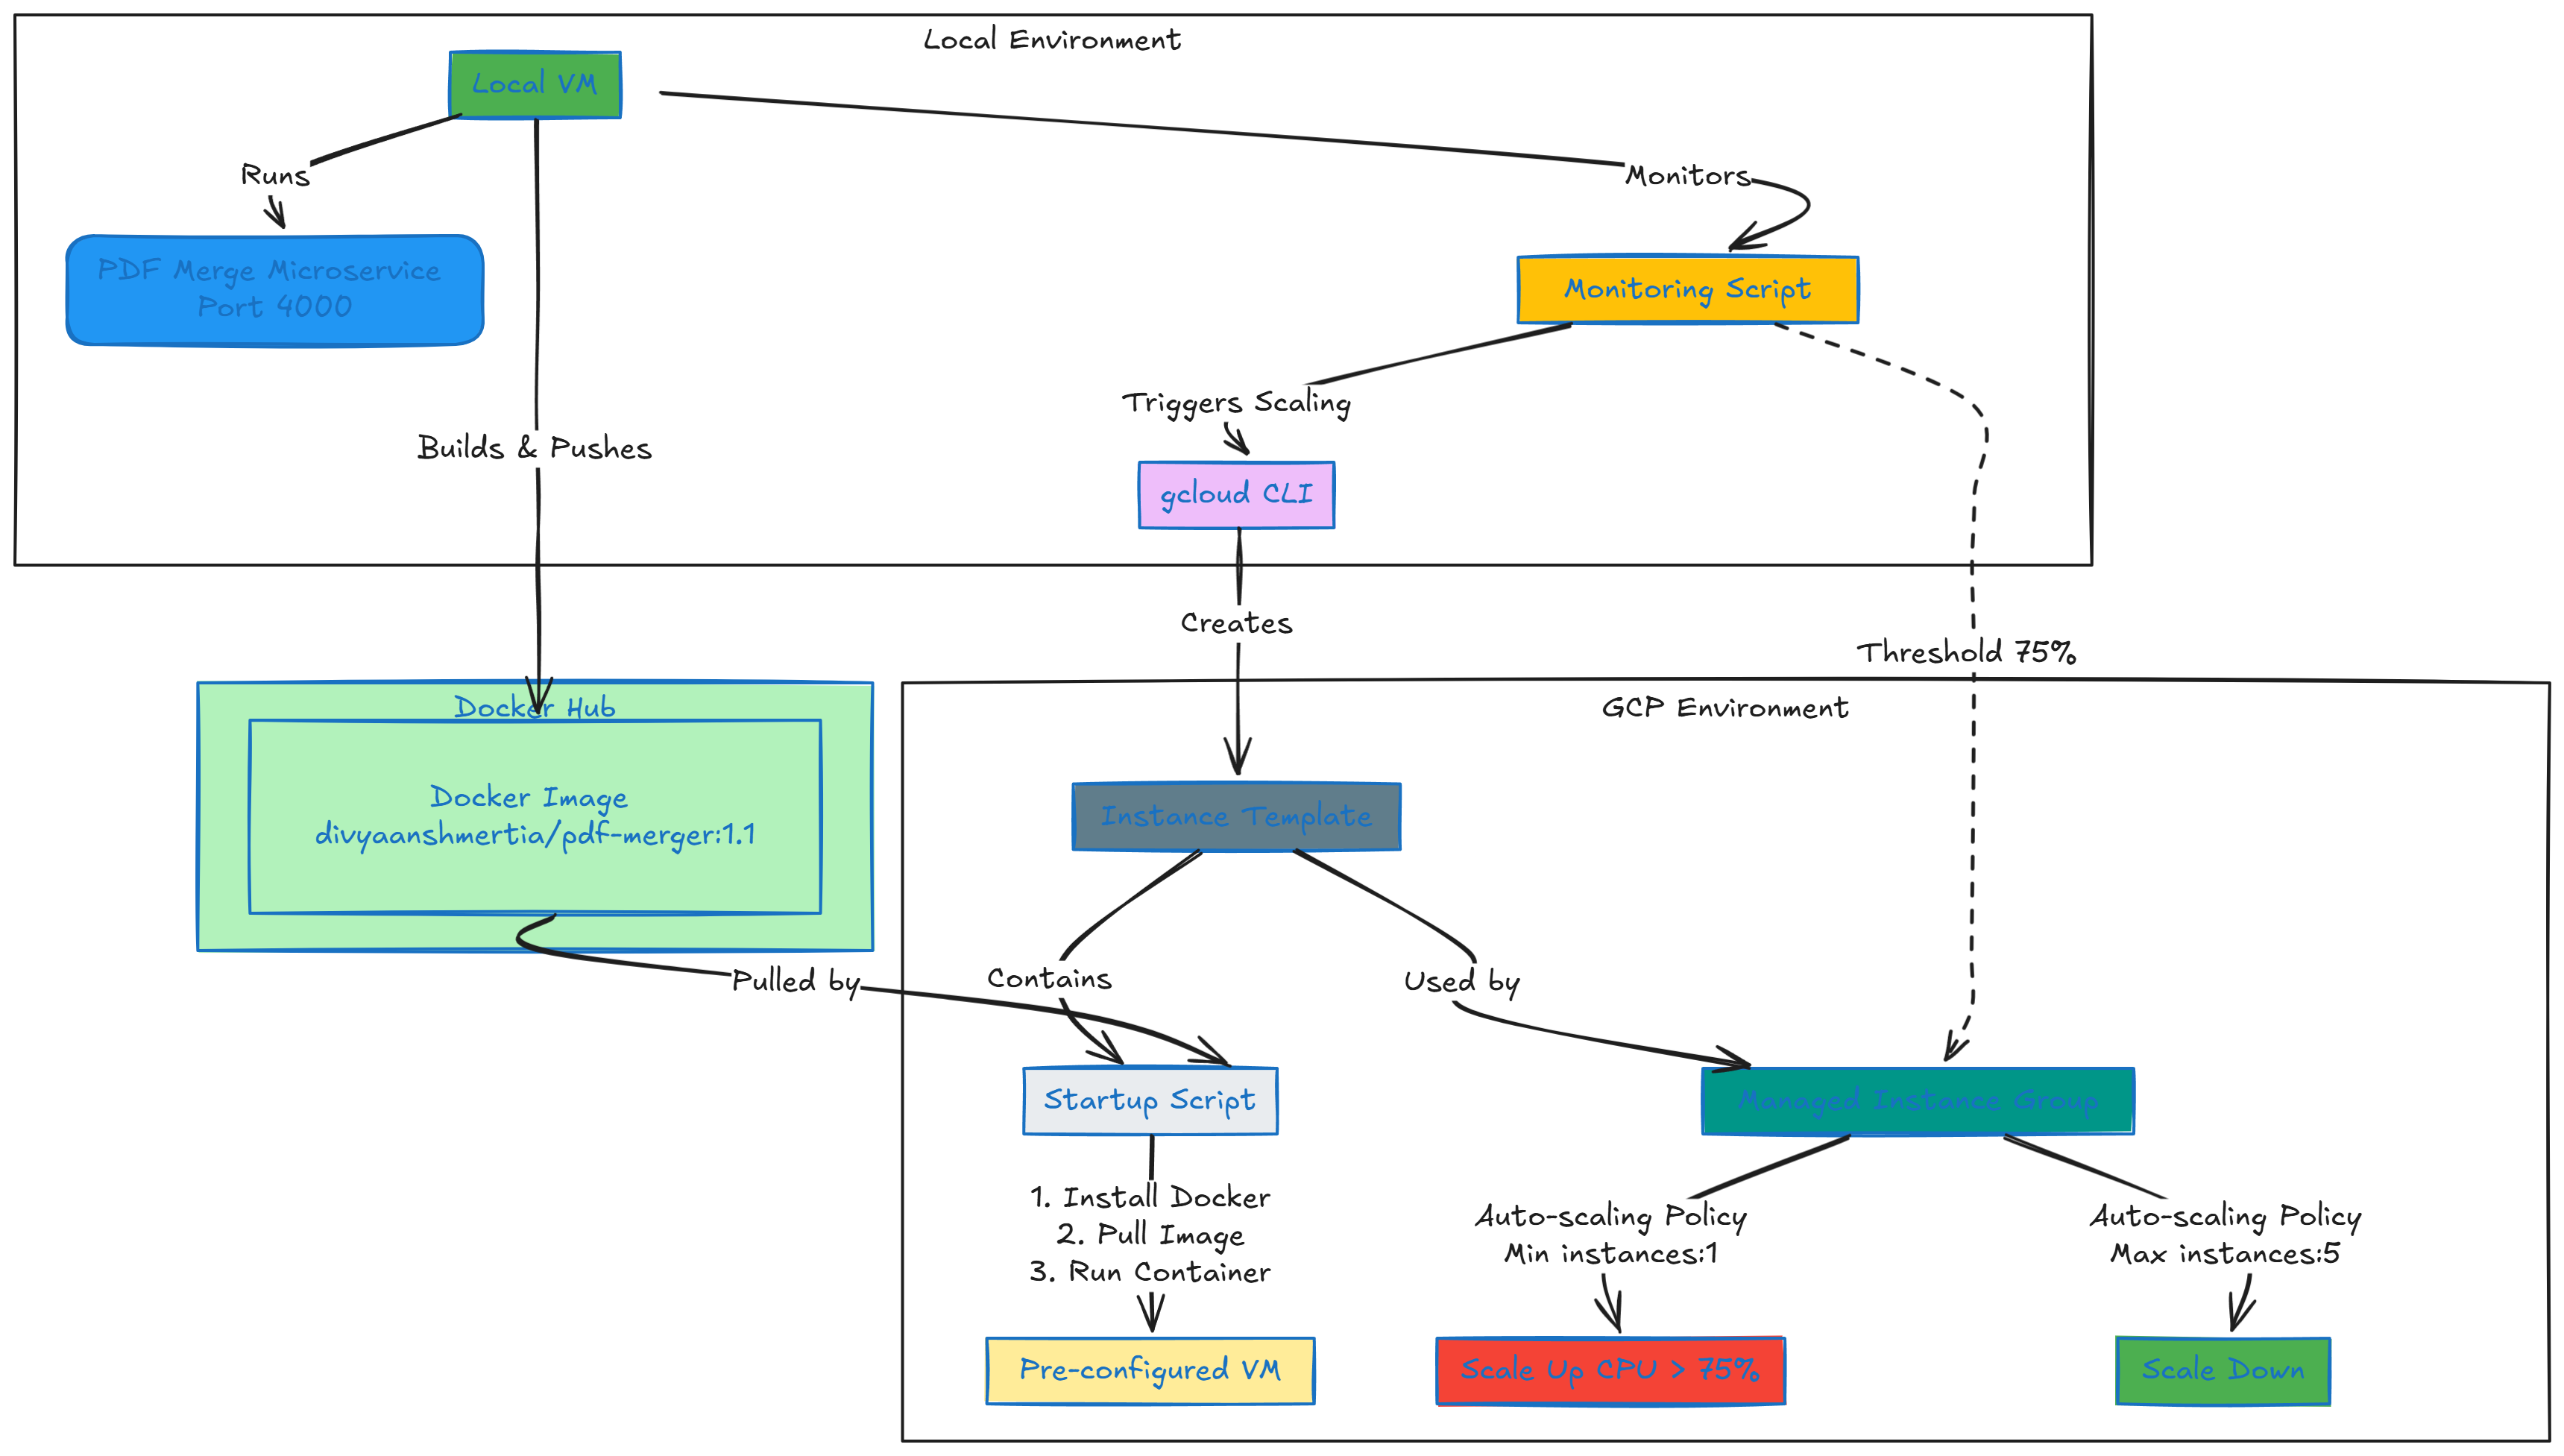 Local Environment
Local VM
Runs
Monitors
PDF Merge Microservice
Port 4000
Monitoring Script
Triggers Scaling
Builds & Pushes
gcloud CLI
Creates
Threshold 75%
Docker Hub
GCP Environment
Docker Image
divyaanshmertia/pdf-merger:1.1
Instance Template
Pulled by
Contains
Used by
Startup Script
Managed Instance Group
1. Install Docker
2. Pull Image
3. Run Container
Auto-scaling Policy
Min instances:1
Auto-scaling Policy
Max instances:5
Pre-configured VM
Scale Up CPU > 75%
Scale Down